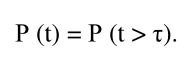 P (t) = P (t > τ).